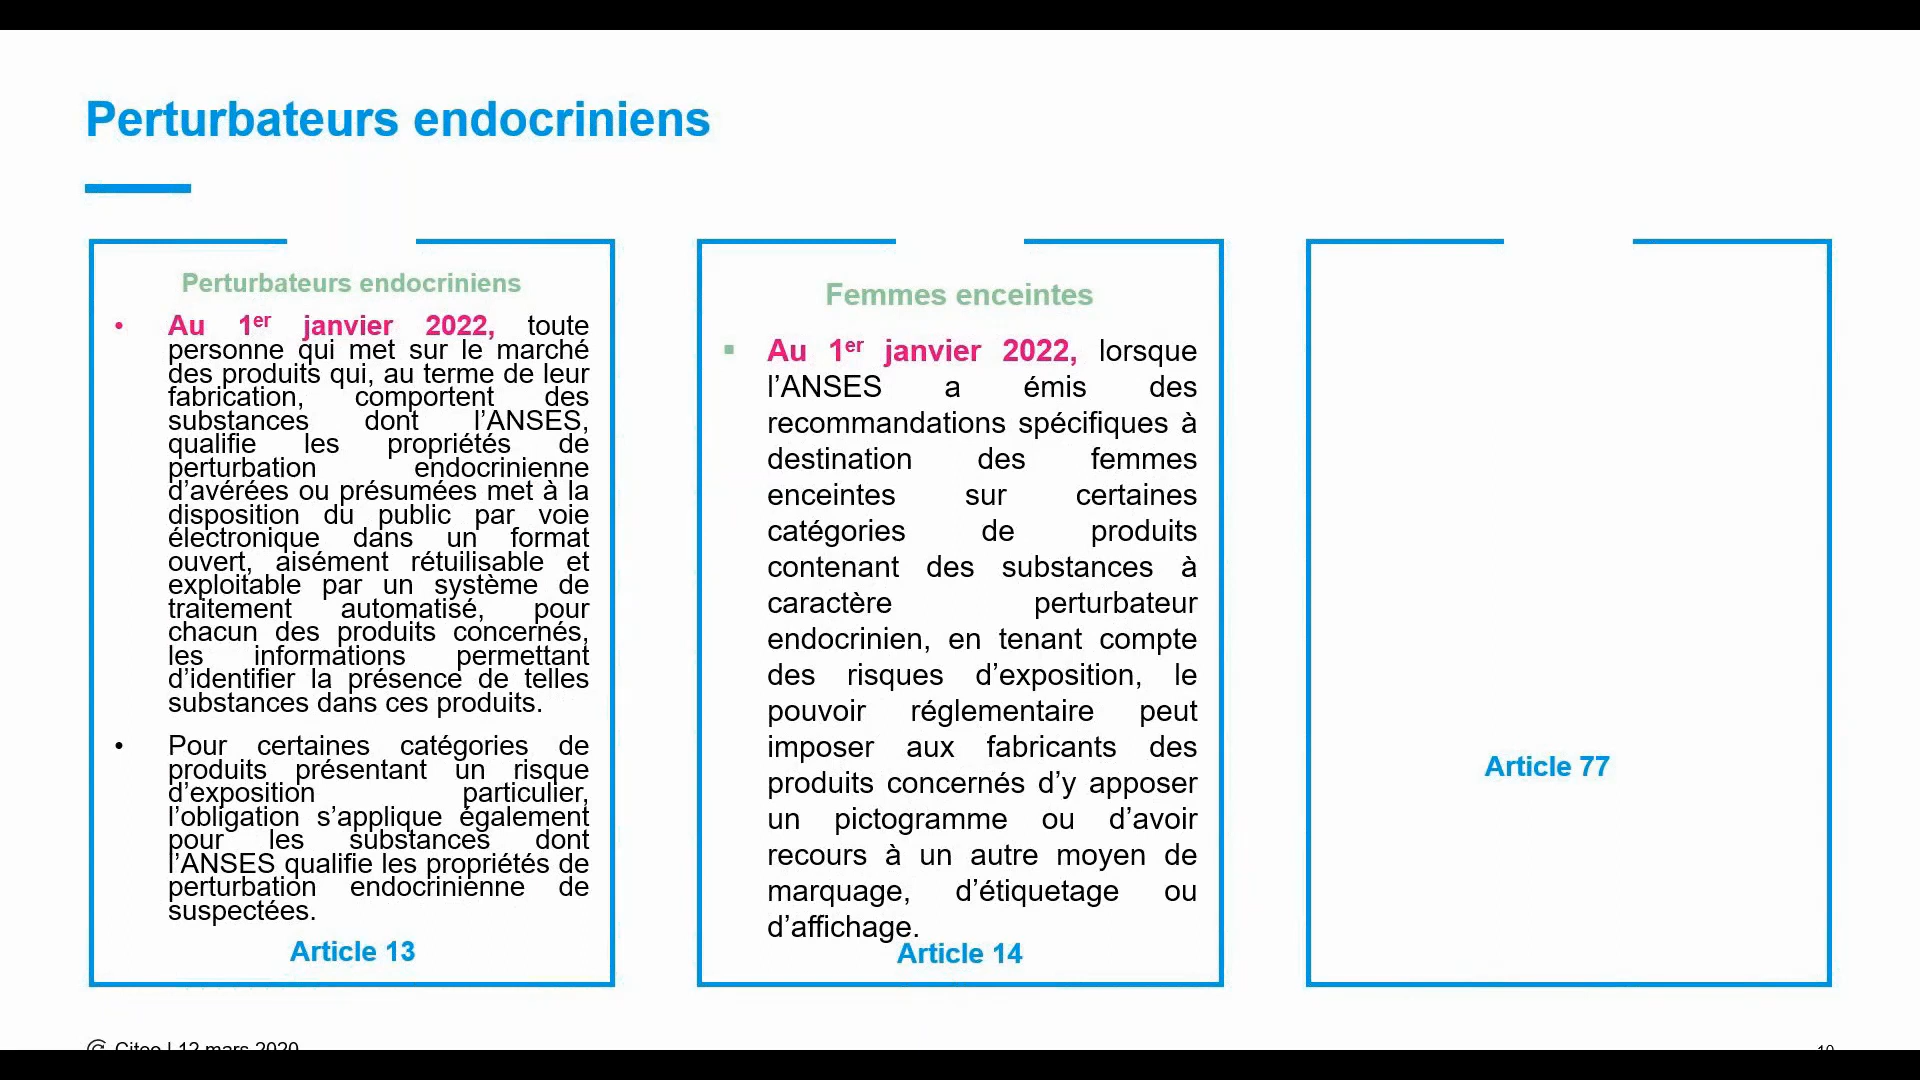 Perturbateurs endocriniens
Perturbateurs endocriniens
• Au 1er janvier 2022, toute
personne qui met sur le marché
des produits qui, au terme de leur
fabrication, comportent des
substances dont l’ANSES,
qualifie les propriétés de
perturbation endocrinienne
d’avérées ou présumées met à la
disposition du public par voie
électronique dans un format
ouvert, aisément rétuilisable et
exploitable par un système de
traitement automatisé, pour
chacun des produits concernés,
les informations permettant
d’identifier la présence de telles
substances dans ces produits.
• Pour certaines catégories de
produits présentant un risque
d’exposition particulier,
l’obligation s’applique également
pour les substances dont
l’ANSES qualifie les propriétés de
perturbation endocrinienne de
suspectées.
Article 13
Femmes enceintes
▪ Au 1er janvier 2022, lorsque
l’ANSES a émis des
recommandations spécifiques à
destination des femmes
enceintes sur certaines
catégories de produits
contenant des substances à
caractère perturbateur
endocrinien, en tenant compte
des risques d’exposition, le
pouvoir réglementaire peut
imposer aux fabricants des
produits concernés d’y apposer
un pictogramme ou d’avoir
recours à un autre moyen de
marquage, d’étiquetage ou
d’affichage.
Article 14
Article 77
Citeo | 12 mars 2020
10